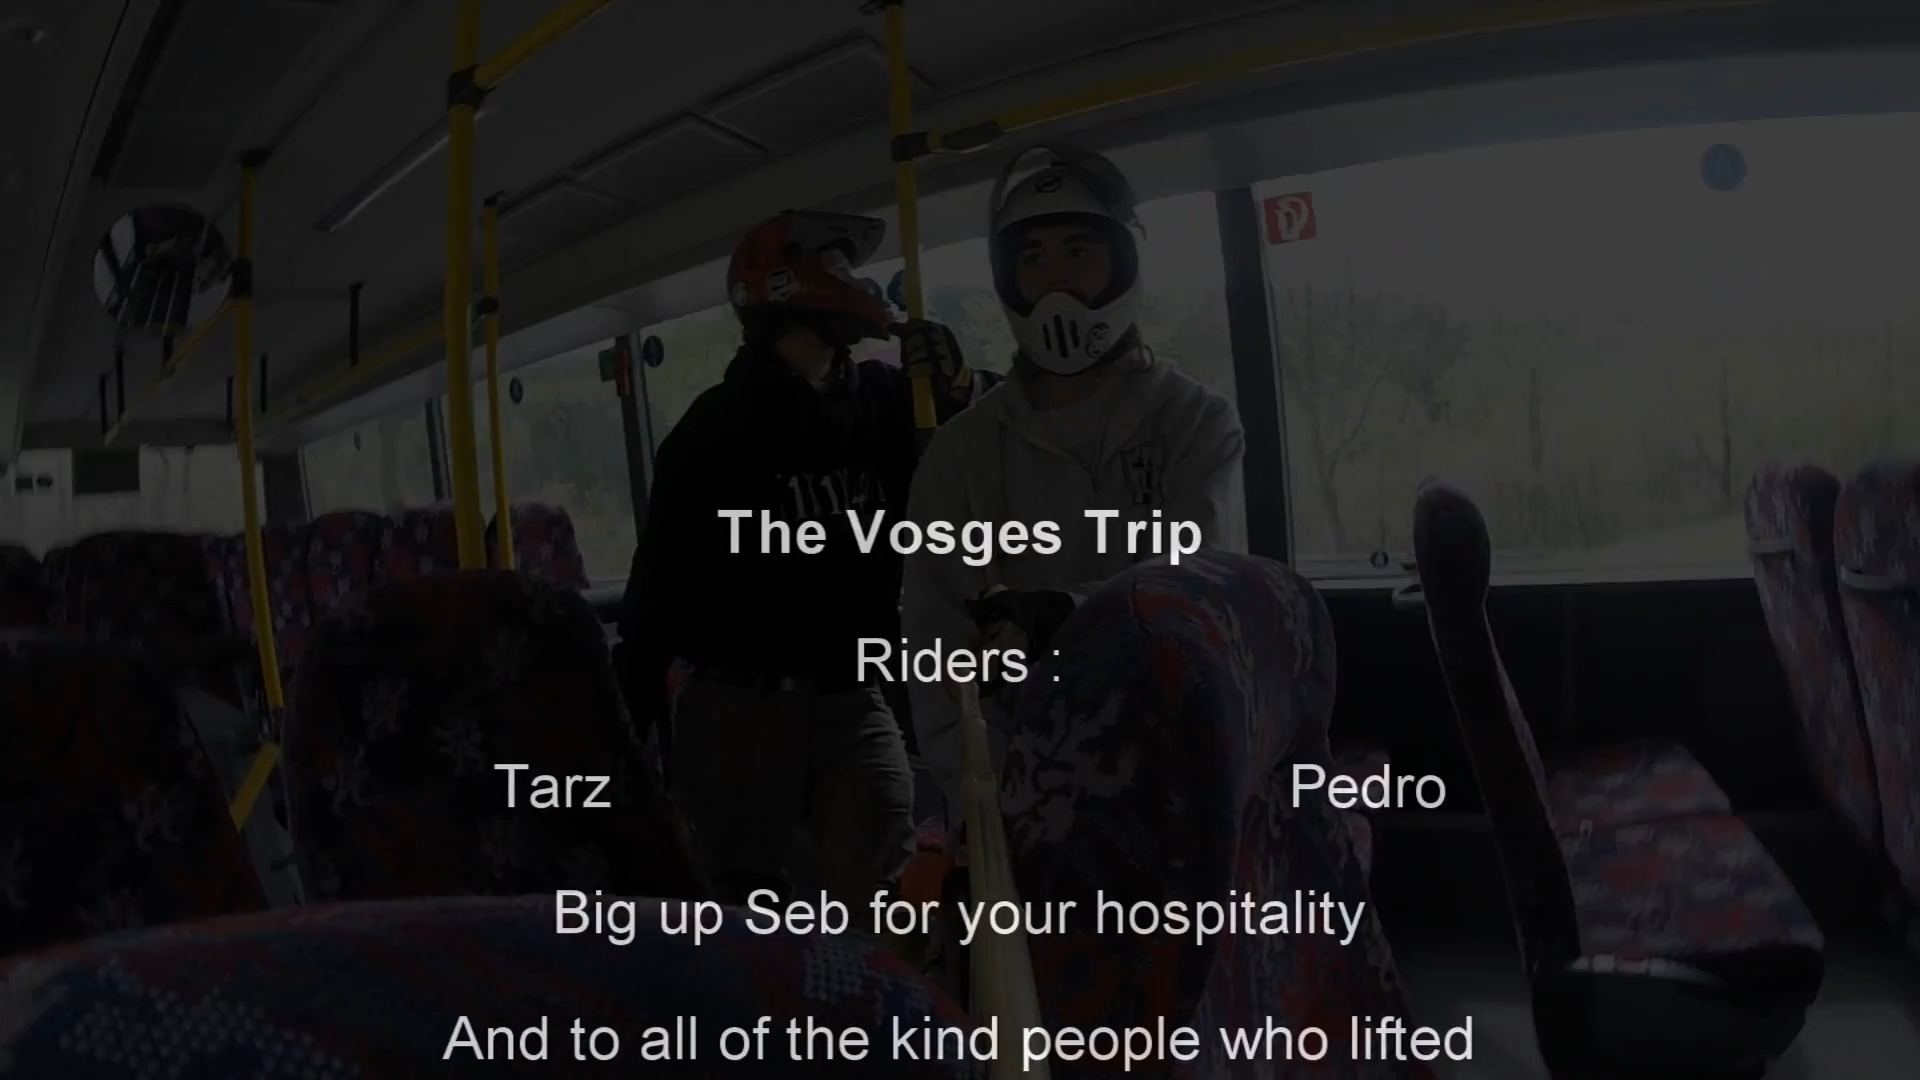 The Vosges Trip
Riders :
Tarz
Pedro
Big up Seb for your hospitality
And to all of the kind people who lifted